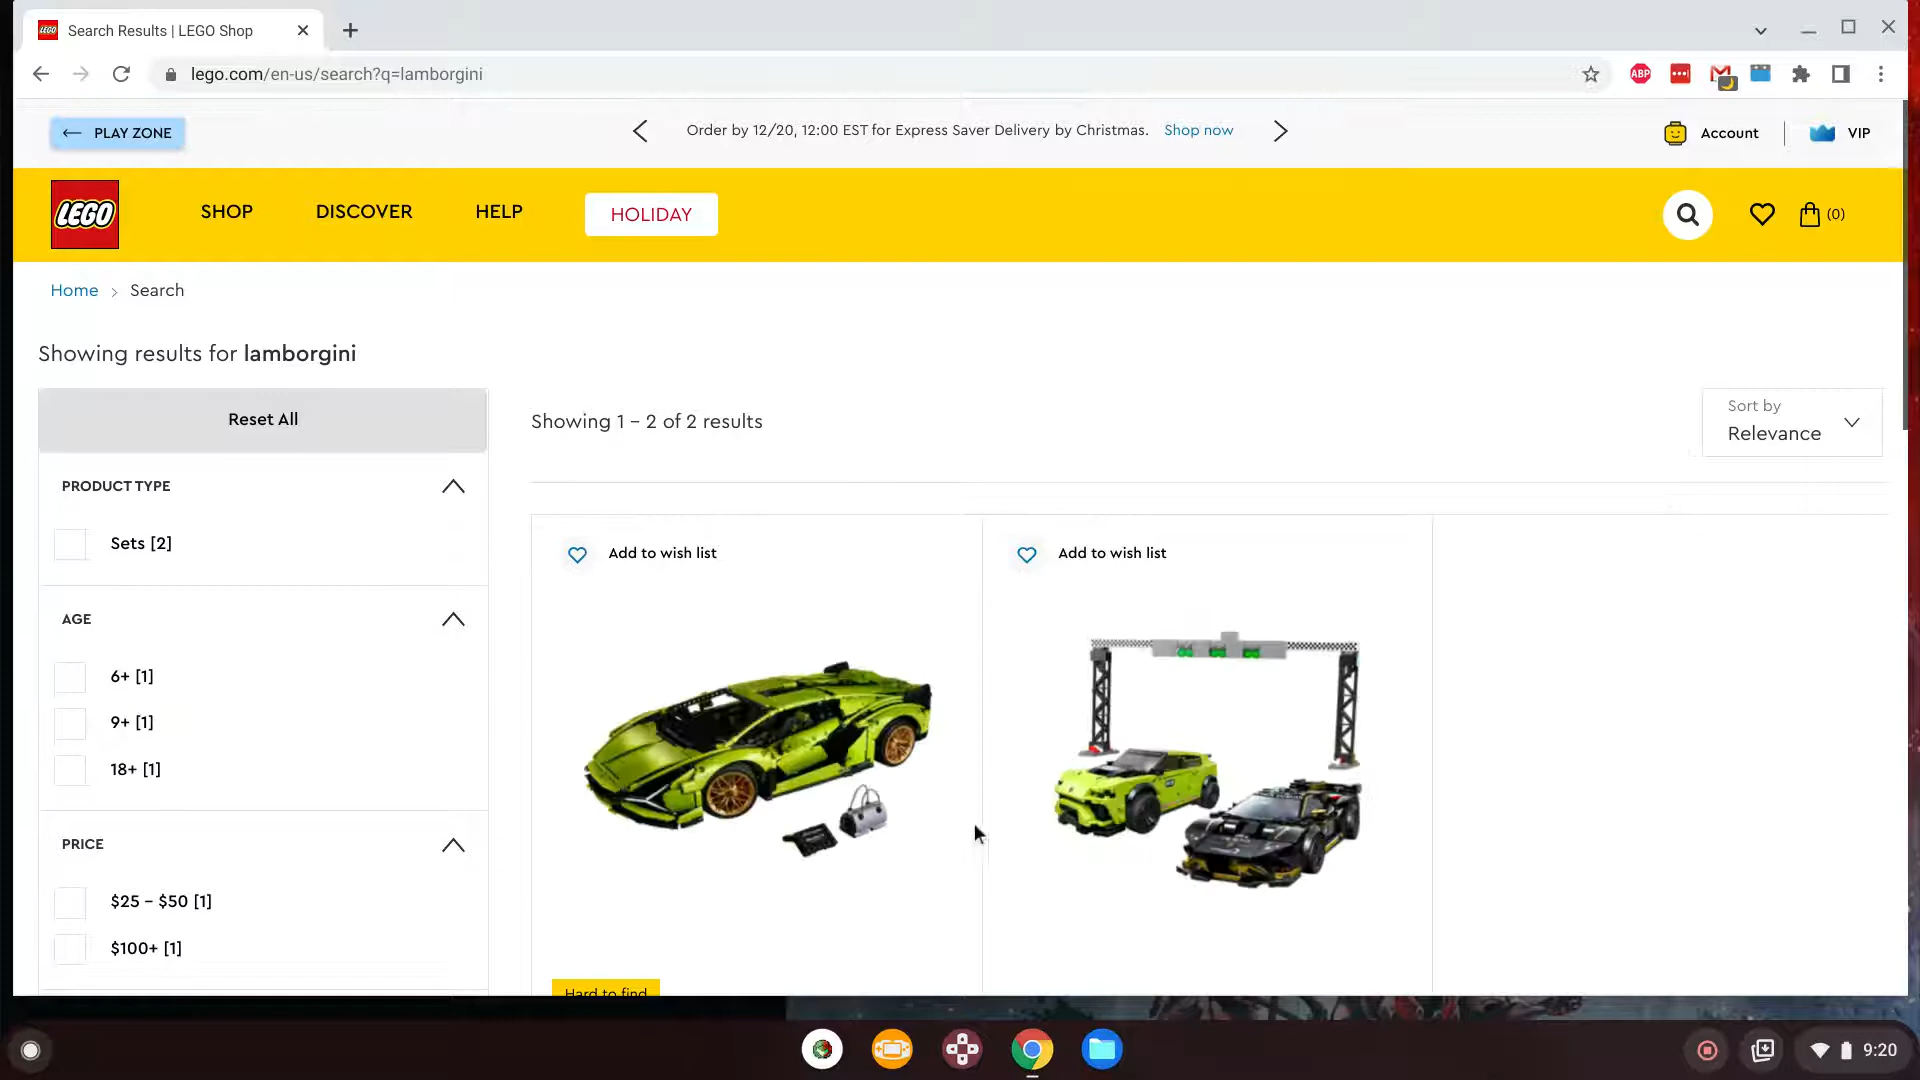 Search Results | LEGO Shop
lego.com/en-us/search?q=lamborgini
ABP
PLAY ZONE
Order by 12/20, 12:00 EST for Express Saver Delivery by Christmas. Shop now
Account
VIP
LEGO
SHOP
DISCOVER
HELP
HOLIDAY
(0)
Home > Search
Showing results for lamborgini
Reset All
Showing 1 - 2 of 2 results
Sort by
Relevance
PRODUCT TYPE
Sets [2]
AGE
6+ [1]
9+ [1]
18+ [1]
PRICE
$25 - $50 [1]
$100+ [1]
Add to wish list
Add to wish list
Hard to find
9:20